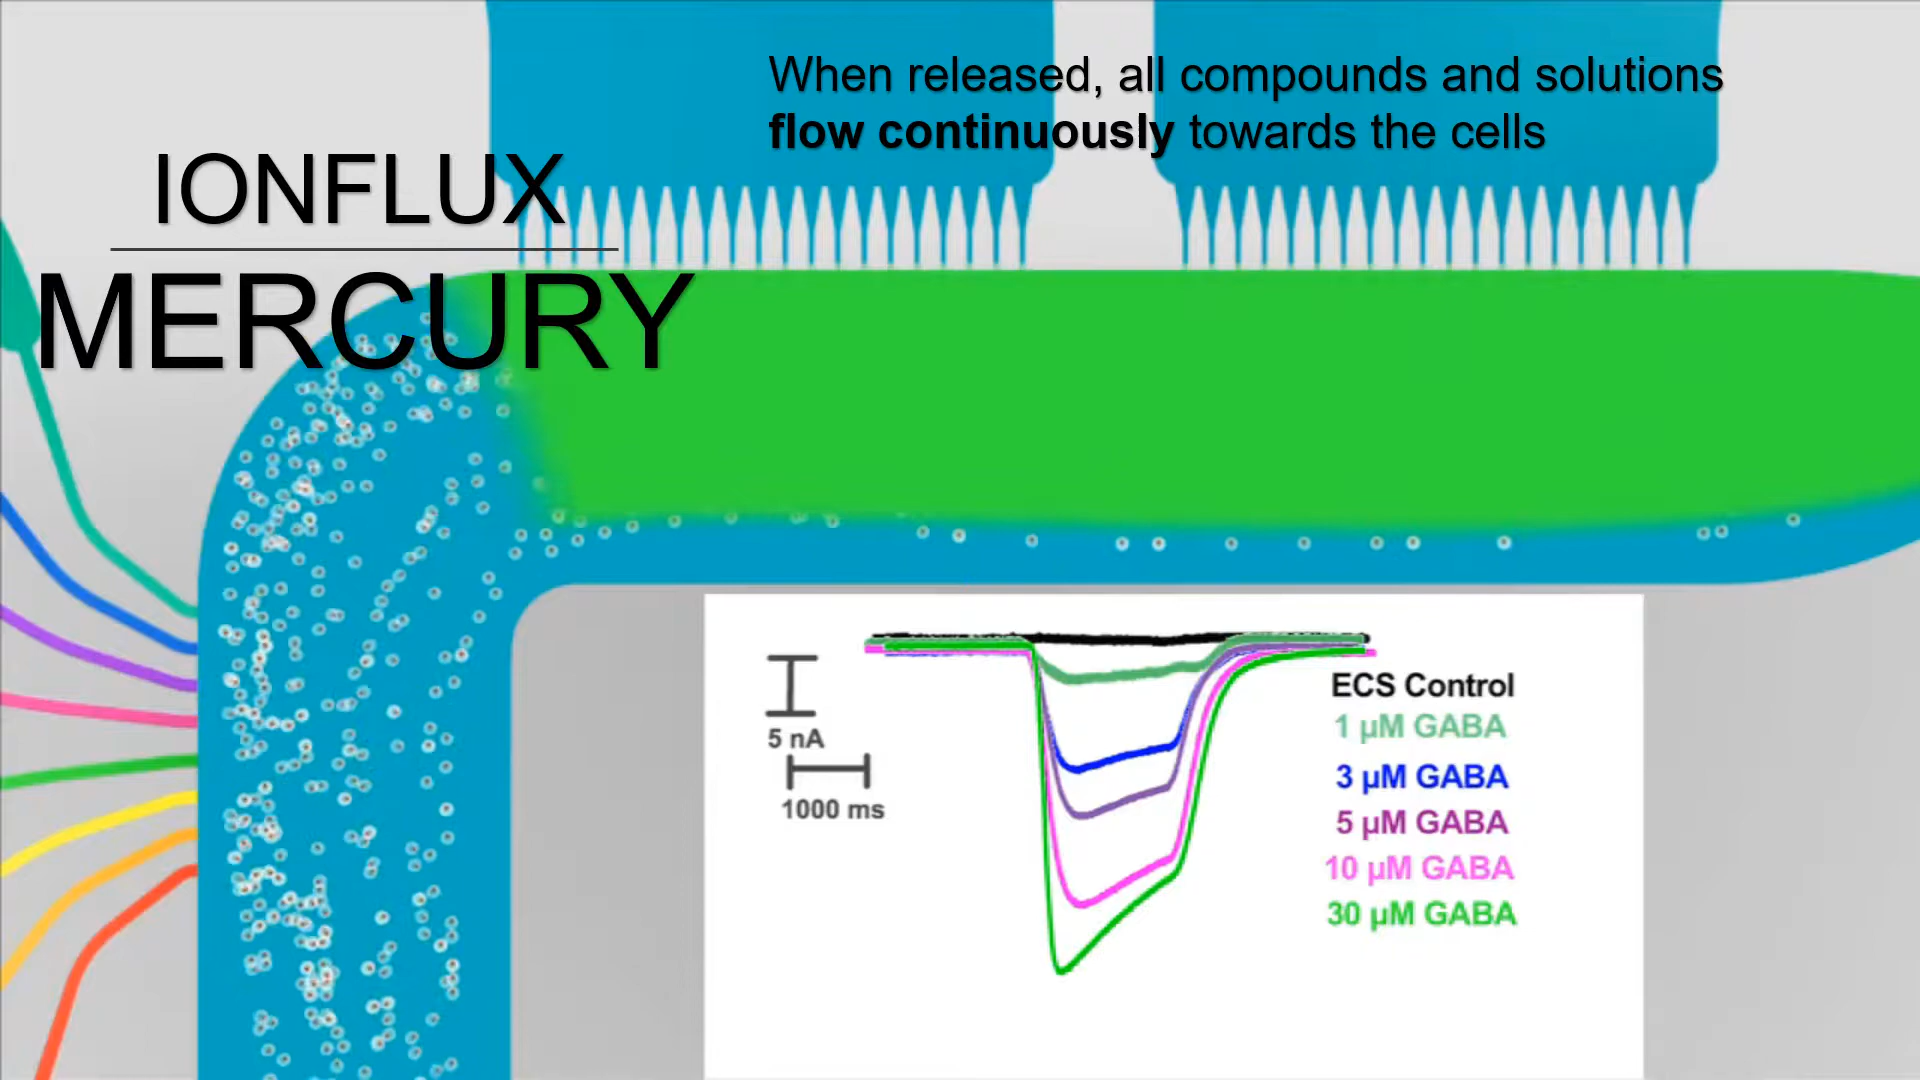 IONFLUX
MERCURY
When released, all compounds and solutions
flow continuously towards the cells
5 nA
1000 ms
ECS Control
1 µM GABA
3 µM GABA
5 µM GABA
10 µM GABA
30 µM GABA